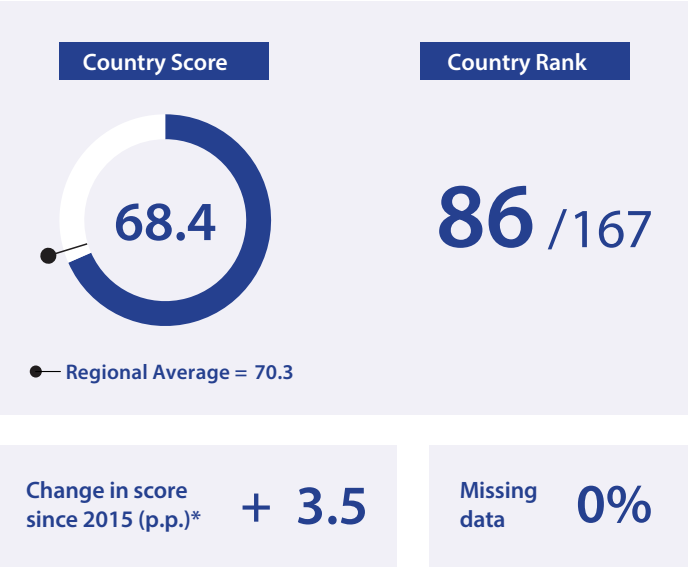 Country Score
Country Rank
68.4
86 /167
Regional Average = 70.3
Change in score
since 2015 (p.p.)*
+ 3.5
Missing
data
0%